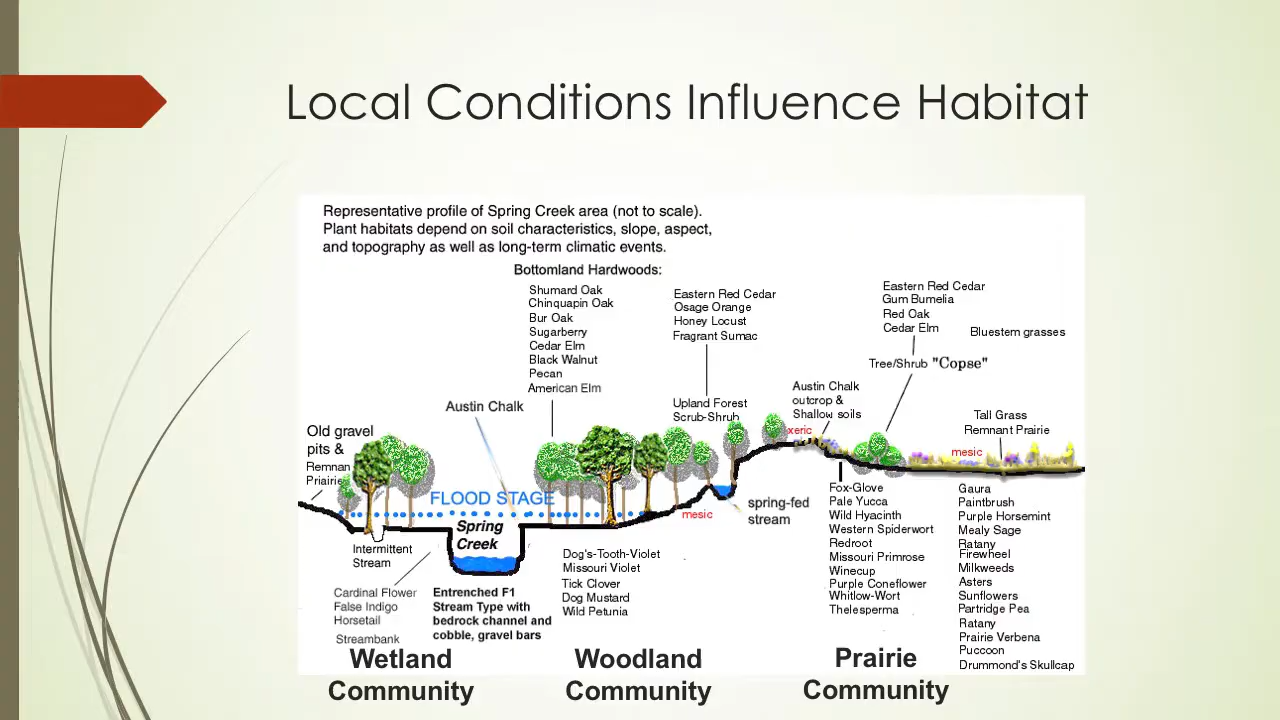 Local Conditions Influence Habitat
Representative profile of Spring Creek area (not to scale).
Plant habitats depend on soil characteristics, slope, aspect,
and topography as well as long-term climatic events.
Bottomland Hardwoods:
Shumard Oak
Chinquapin Oak
Bur Oak
Sugarberry
Cedar Elm
Black Walnut
Pecan
American Elm
Eastern Red Cedar
Osage Orange
Honey Locust
Fragrant Sumac
Upland Forest
Scrub-Shrub
Eastern Red Cedar
Gum Bumelia
Red Oak
Cedar Elm
Bluestem grasses
Tree/Shrub "Copse"
Austin Chalk
outcrop &
Shallow soils
Tall Grass
Remnant Prairie
Austin Chalk
Old gravel
pits &
Remnan
Priairie
xeric
mesic
FLOOD STAGE
mesic
spring-fed
stream
Spring
Creek
Intermittent
Stream
Cardinal Flower
False Indigo
Horsetail
Streambank
Entrenched F1
Stream Type with
bedrock channel and
cobble, gravel bars
Dog's-Tooth-Violet
Missouri Violet
Tick Clover
Dog Mustard
Wild Petunia
Fox-Glove
Pale Yucca
Wild Hyacinth
Western Spiderwort
Redroot
Missouri Primrose
Winecup
Purple Coneflower
Whitlow-Wort
Thelesperma
Gaura
Paintbrush
Purple Horsemint
Mealy Sage
Ratany
Firewheel
Milkweeds
Asters
Sunflowers
Partridge Pea
Ratany
Prairie Verbena
Puccoon
Drummond's Skullcap
Wetland
Community
Woodland
Community
Prairie
Community